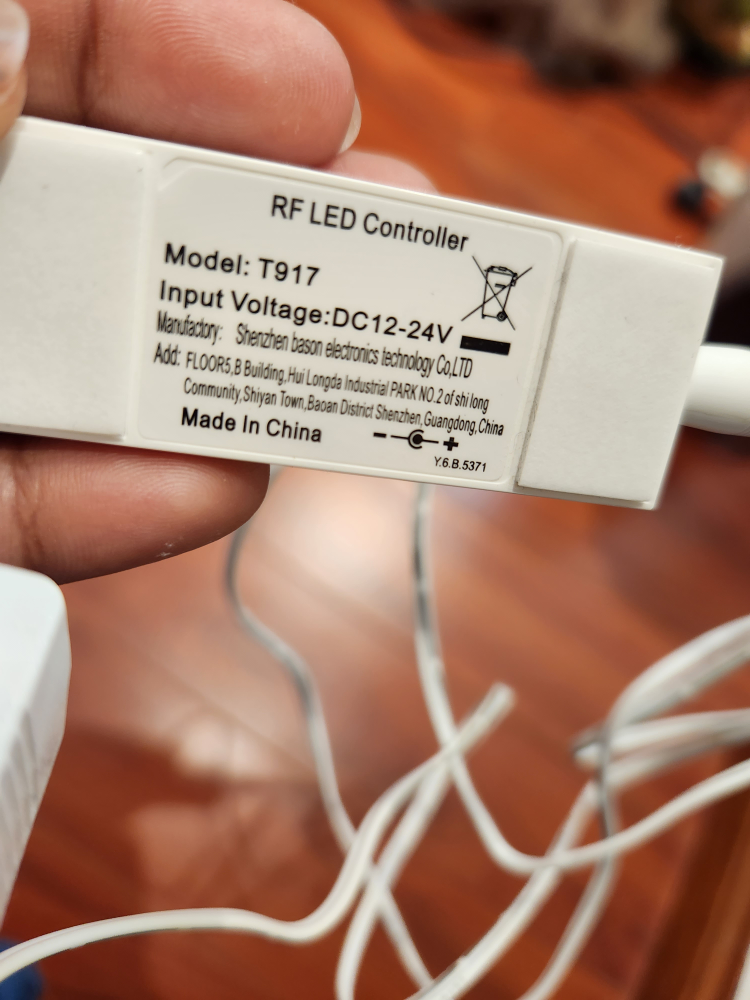 RF LED Controller
Model: T917
Input Voltage:DC12-24V
Manufactory: Shenzhen bason electronics technology Co,LTD
Add: FLOOR5,B Building,Hui Longda Industrial PARK NO.2 of shi long
Community,Shiyan Town,Baoan District Shenzhen,Guangdong,China
Made In China
- +
Y.6.B.5371